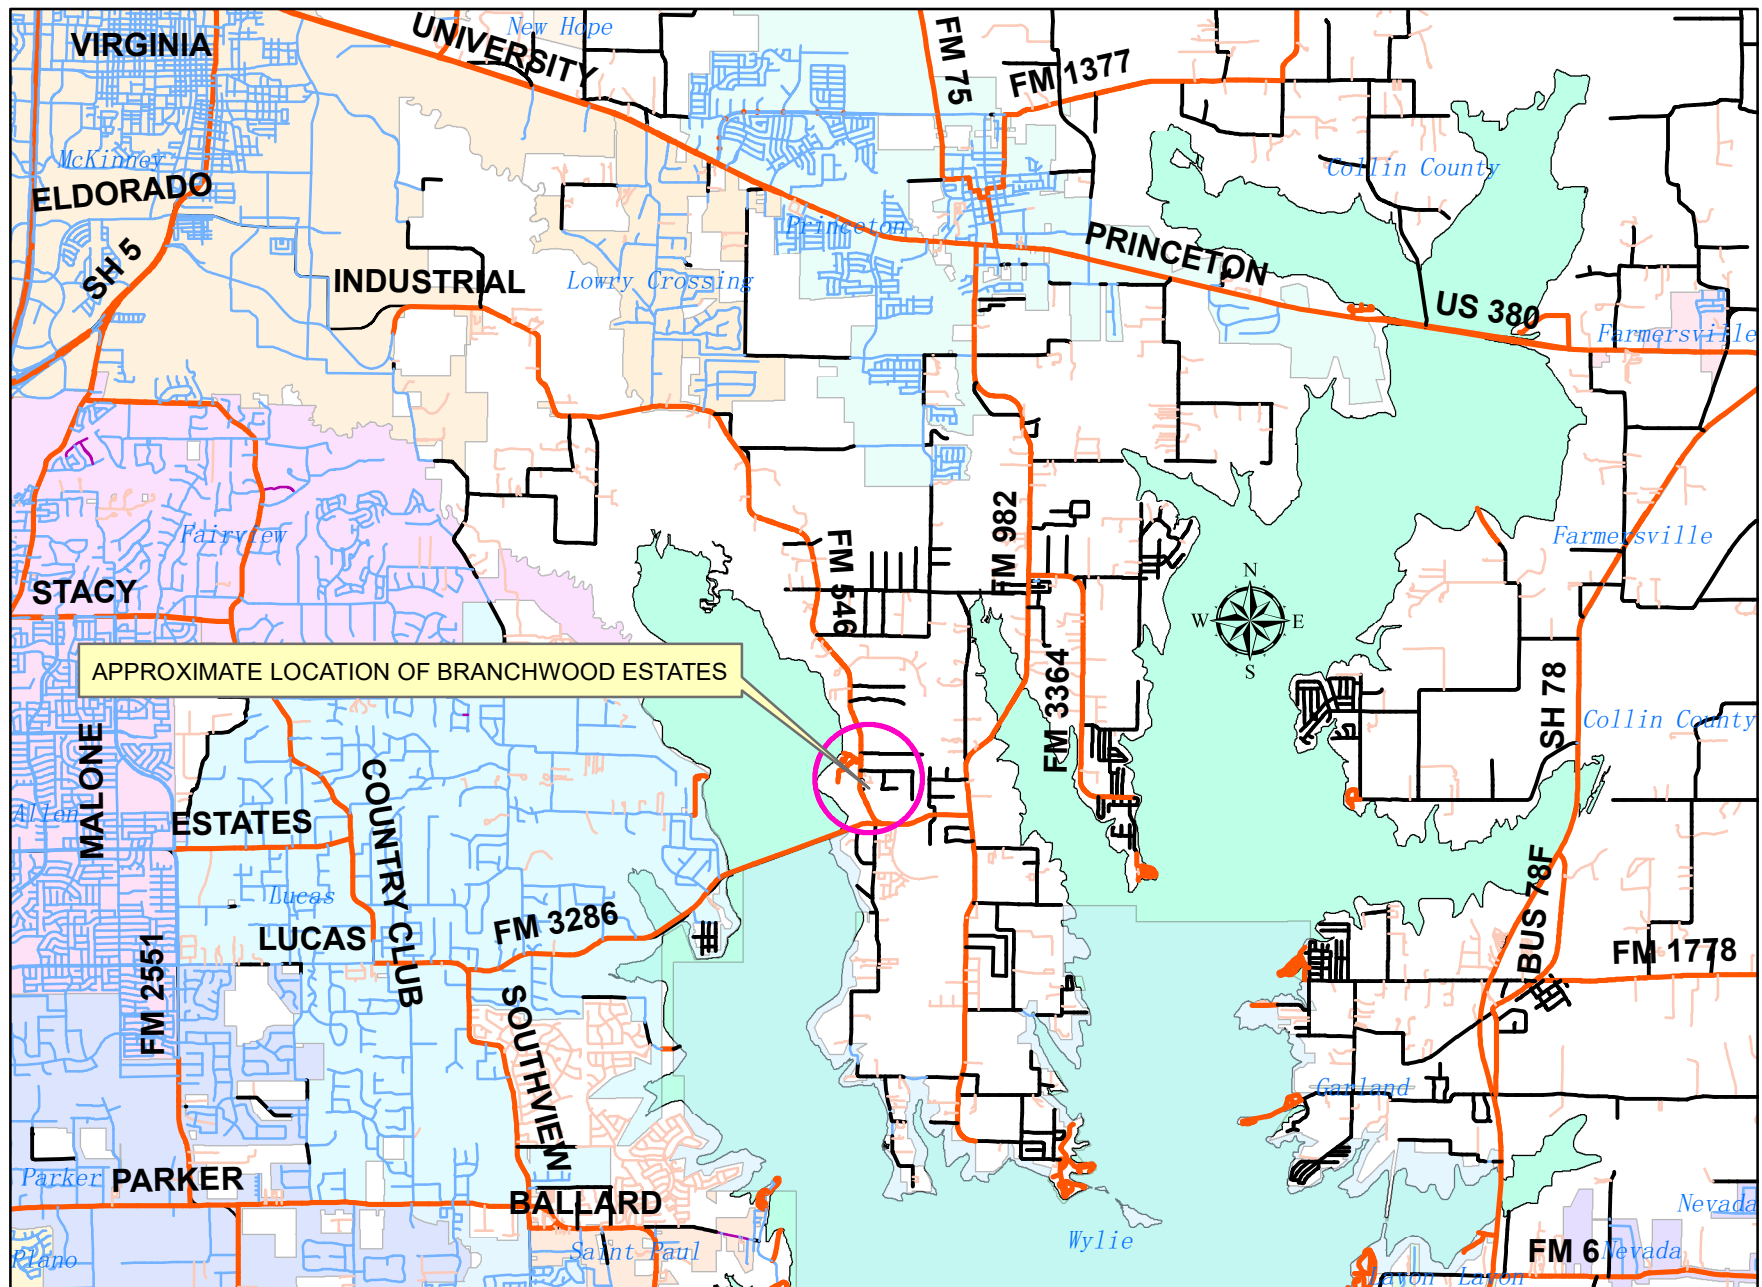 New Hope
VIRGINIA
UNIVERSITY
FM 75
FM 1377
McKinney
ELDORADO
Collin County
Princeton
SH 5
INDUSTRIAL
Lowry Crossing
PRINCETON
US 380
Farmersville
Fairview
FM 546
FM 982
Farmersville
STACY
N
W
E
S
APPROXIMATE LOCATION OF BRANCHWOOD ESTATES
FM 3364
SH 78
Collin County
MALONE
Allen
ESTATES
COUNTRY CLUB
Lucas
LUCAS
FM 3286
FM 2551
BUS 78F
FM 1778
SOUTHVIEW
Garland
Parker
PARKER
BALLARD
Nevada
Plano
Saint Paul
Wylie
FM 6
Nevada
Lavon
Lavon